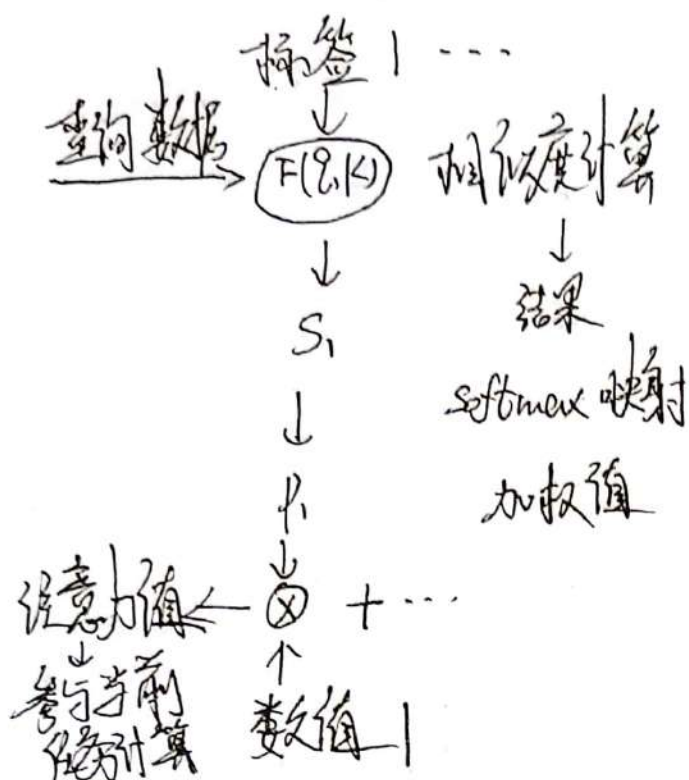 标签1 ····
查询数据
F(q,K)
相似度计算
S₁
结果
softmax 映射
P₁
加权值
注意力值
⊗ + ···
参与当前
任务计算
数值1